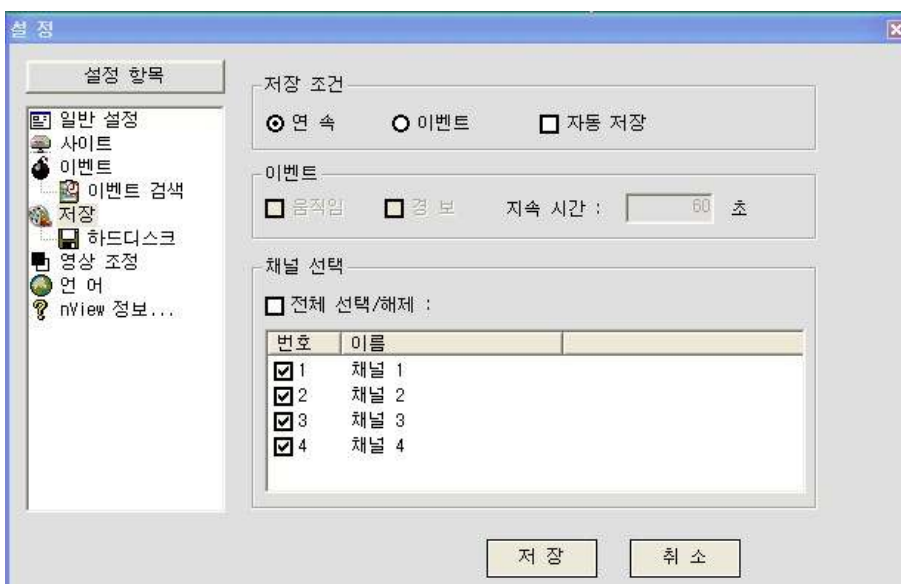 설 정
설정 항목
일반 설정
사이트
이벤트
이벤트 검색
저장
하드디스크
영상 조정
언 어
nView 정보...
저장 조건
연 속
이벤트
자동 저장
이벤트
움직임
경 보
지속 시간 :
60
초
채널 선택
전체 선택/해제 :
번호 이름
1 채널 1
2 채널 2
3 채널 3
4 채널 4
저 장
취 소